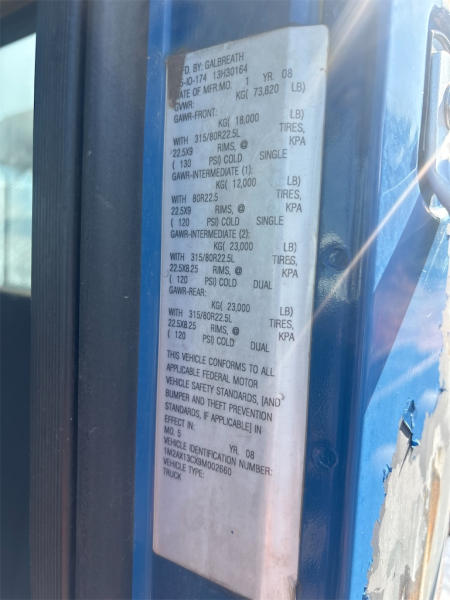 FD. BY: GALBREATH
-IO-174 13H30164
DATE OF MFR.MO. 1 YR. 08
GVWR: KG( 73,820 LB)
GAWR-FRONT:
KG( 18,000 LB)
WITH 315/80R22.5L TIRES,
22.5X9 RIMS, @ KPA
( 130 PSI) COLD SINGLE
GAWR-INTERMEDIATE (1):
KG( 12,000 LB)
WITH 80R22.5 TIRES,
22.5X9 RIMS, @ KPA
( 120 PSI) COLD SINGLE
GAWR-INTERMEDIATE (2):
KG( 23,000 LB)
WITH 315/80R22.5L TIRES,
22.5X8.25 RIMS, @ KPA
( 120 PSI) COLD DUAL
GAWR-REAR:
KG( 23,000 LB)
WITH 315/80R22.5L TIRES,
22.5X8.25 RIMS, @ KPA
( 120 PSI) COLD DUAL
THIS VEHICLE CONFORMS TO ALL
APPLICABLE FEDERAL MOTOR
VEHICLE SAFETY STANDARDS, [AND
BUMPER AND THEFT PREVENTION
STANDARDS, IF APPLICABLE] IN
EFFECT IN:
MO. 5 YR. 08
VEHICLE IDENTIFICATION NUMBER:
1M2AX13CX9M002660
VEHICLE TYPE:
TRUCK